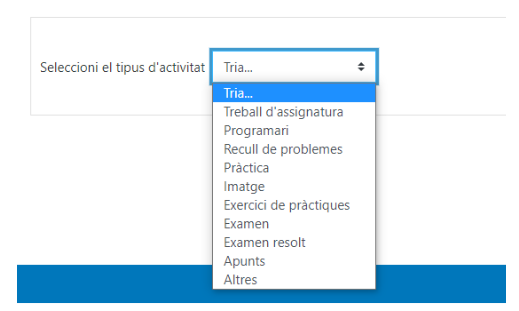 Seleccioni el tipus d'activitat Tria...
Tria...
Treball d'assignatura
Programari
Recull de problemes
Pràctica
Imatge
Exercici de pràctiques
Examen
Examen resolt
Apunts
Altres